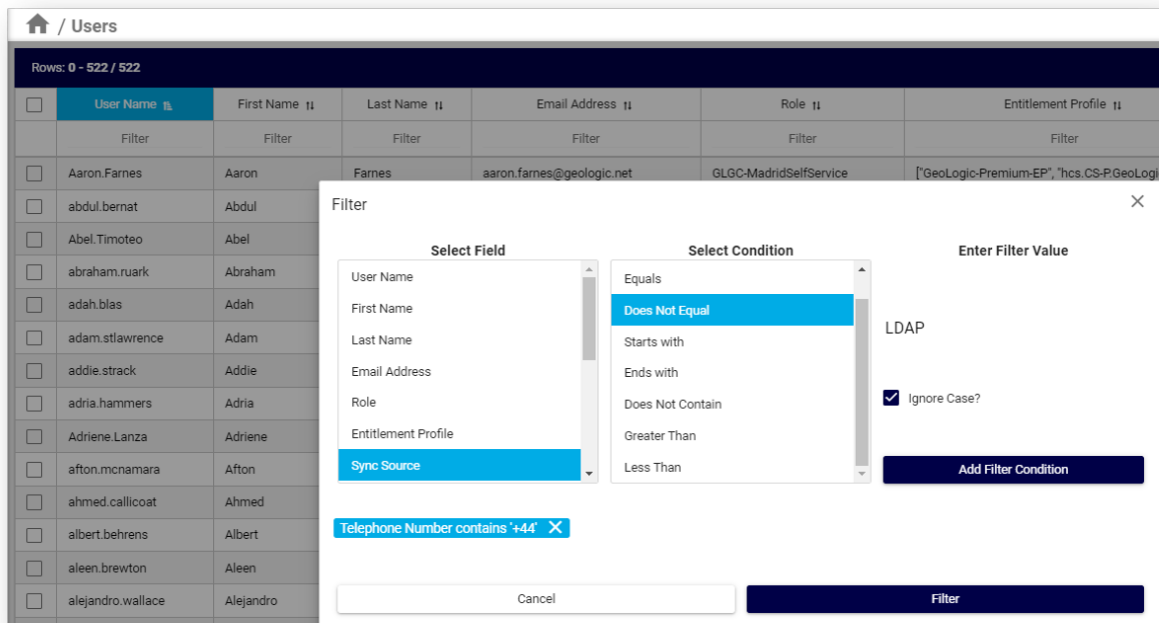 / Users
Rows: 0 - 522 / 522
User Name First Name Last Name Email Address Role Entitlement Profile
Filter Filter Filter Filter Filter Filter
Aaron.Farnes Aaron Farnes aaron.farnes@geologic.net GLGC-MadridSelfService ["GeoLogic-Premium-EP", "hcs.CS-P.GeoLogi
abdul.bernat Abdul
Abel.Timoteo Abel
abraham.ruark Abraham
adah.blas Adah
adam.stlawrence Adam
addie.strack Addie
adria.hammers Adria
Adriene.Lanza Adriene
afton.mcnamara Afton
ahmed.callicoat Ahmed
albert.behrens Albert
aleen.brewton Aleen
alejandro.wallace Alejandro
Filter
Select Field Select Condition Enter Filter Value
User Name
First Name
Last Name
Email Address
Role
Entitlement Profile
Sync Source
Equals
Does Not Equal
Starts with
Ends with
Does Not Contain
Greater Than
Less Than
LDAP
Ignore Case?
Add Filter Condition
Telephone Number contains '+44'
Cancel Filter